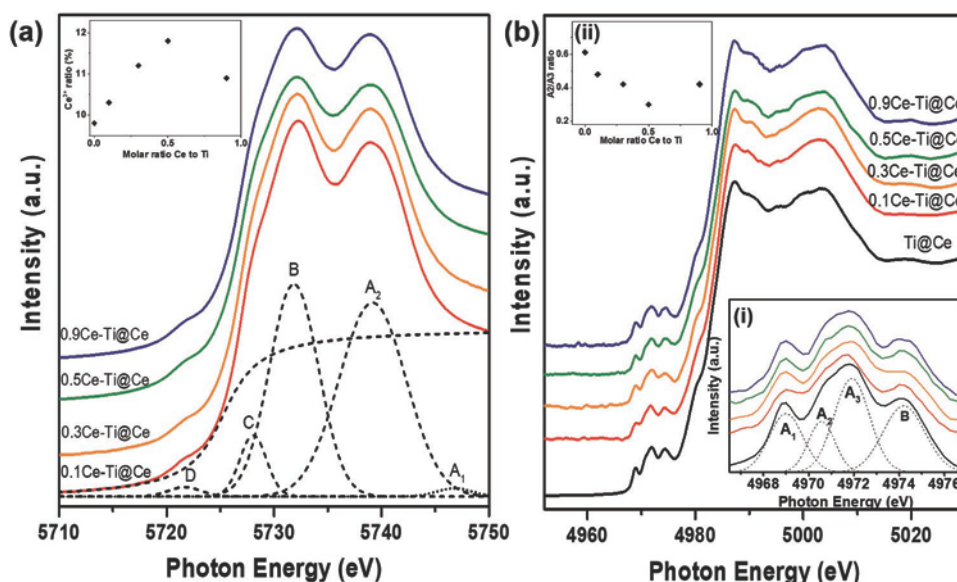 (a)
Ce³⁺ ratio (%)
12
11
10
0.0 0.5 1.0
Molar ratio Ce to Ti
Intensity (a.u.)
0.9Ce-Ti@Ce
0.5Ce-Ti@Ce
0.3Ce-Ti@Ce
0.1Ce-Ti@Ce
D
C
B
A₂
A₁
5710 5720 5730 5740 5750
Photon Energy (eV)
(b)
(ii)
A2/A3 ratio
0.6
0.4
0.2
0.0 0.5 1.0
Molar ratio Ce to Ti
Intensity (a.u.)
0.9Ce-Ti@Ce
0.5Ce-Ti@Ce
0.3Ce-Ti@Ce
0.1Ce-Ti@Ce
Ti@Ce
(i)
Intensity (a.u.)
A₁
A₂
A₃
B
4968 4970 4972 4974 4976
Photon Energy (eV)
4960 4980 5000 5020
Photon Energy (eV)